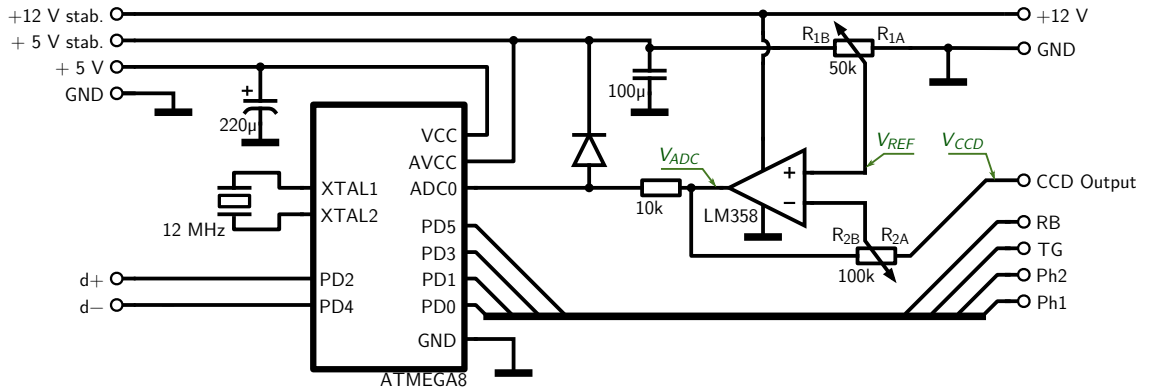 +12 V stab.
+12 V
+ 5 V stab.
R1B
R1A
GND
+ 5 V
50k
GND
+
100µ
220µ
VCC
VREF
VCCD
AVCC
VADC
+
XTAL1
ADC0
CCD Output
10k
−
XTAL2
LM358
12 MHz
PD5
RB
R2B
R2A
TG
PD3
100k
d+
PD2
PD1
Ph2
d−
PD4
PD0
Ph1
GND
ATMEGA8